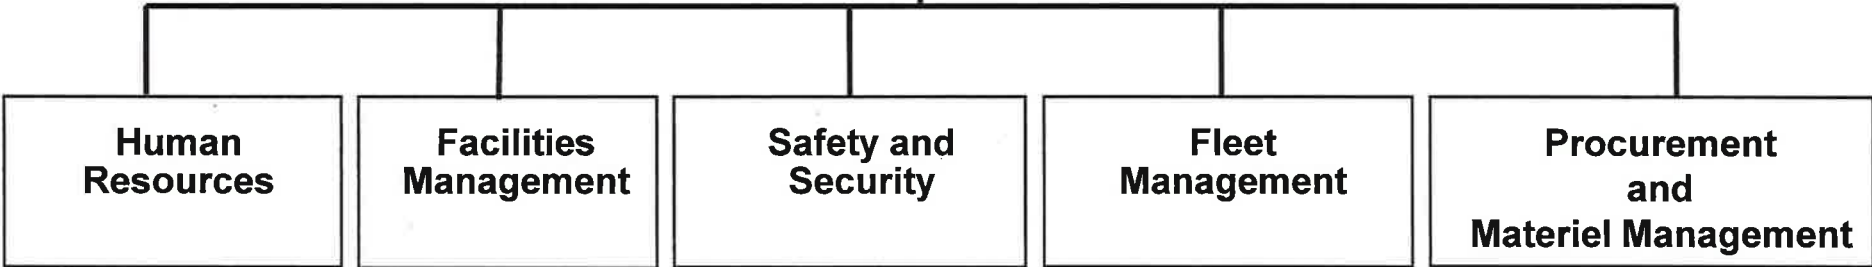 Human
Resources
Facilities
Management
Safety and
Security
Fleet
Management
Procurement
and
Materiel Management